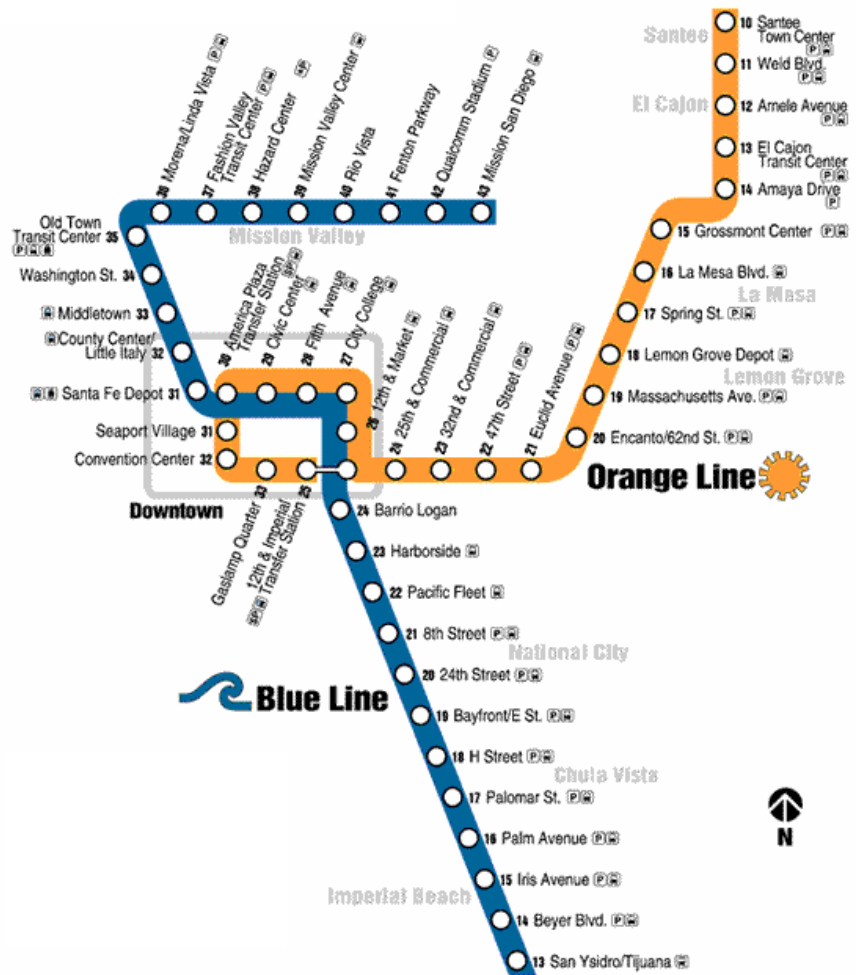 36 Morena/Linda Vista P
37 Fashion Valley
Transit Center P
38 Hazard Center
39 Mission Valley Center
40 Rio Vista
41 Fenton Parkway
42 Qualcomm Stadium P
43 Mission San Diego
Santee
El Cajon
10 Santee
Town Center
P
11 Weld Blvd.
P
12 Arnele Avenue
P
13 El Cajon
Transit Center
P
14 Amaya Drive
P
15 Grossmont Center P
16 La Mesa Blvd.
La Mesa
17 Spring St. P
18 Lemon Grove Depot
Lemon Grove
19 Massachusetts Ave. P
20 Encanto/62nd St. P
Orange Line
Mission Valley
Old Town
Transit Center 35
P
Washington St. 34
Middletown 33
County Center/
Little Italy 32
Santa Fe Depot 31
30 America Plaza
Transfer Station
29 Civic Center
28 Fifth Avenue
27 City College
26 12th & Market
24 25th & Commercial
23 32nd & Commercial
22 47th Street P
21 Euclid Avenue P
Seaport Village 31
Convention Center 32
Gaslamp Quarter 33
12th & Imperial
Transfer Station 25
Downtown
24 Barrio Logan
23 Harborside
22 Pacific Fleet
21 8th Street P
National City
20 24th Street P
Blue Line
19 Bayfront/E St. P
18 H Street P
Chula Vista
17 Palomar St. P
16 Palm Avenue P
15 Iris Avenue P
Imperial Beach
14 Beyer Blvd. P
13 San Ysidro/Tijuana
N